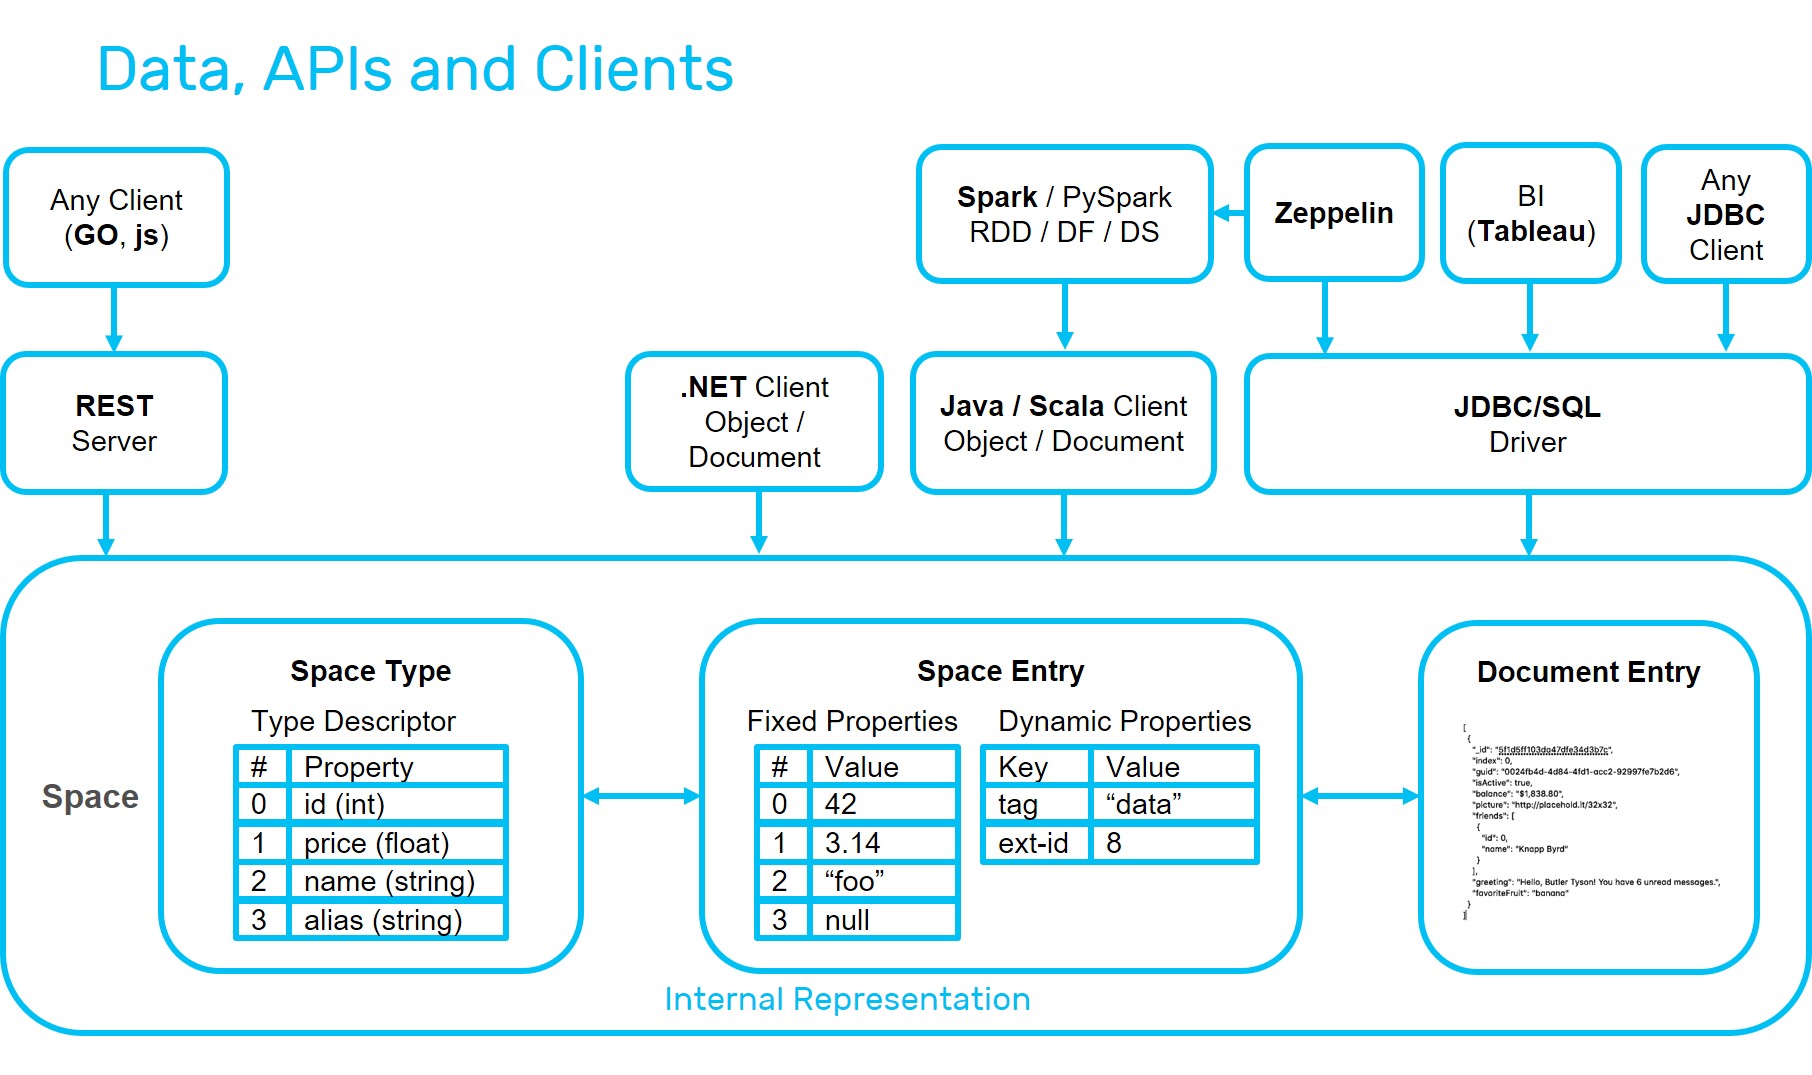 Data, APIs and Clients
Any Client
(GO, js)
Spark / PySpark
RDD / DF / DS
Zeppelin
BI
(Tableau)
Any
JDBC
Client
REST
Server
.NET Client
Object /
Document
Java / Scala Client
Object / Document
JDBC/SQL
Driver
Space
Space Type
Type Descriptor
# Property
0 id (int)
1 price (float)
2 name (string)
3 alias (string)
Space Entry
Fixed Properties
# Value
0 42
1 3.14
2 “foo”
3 null
Dynamic Properties
Key Value
tag “data”
ext-id 8
Document Entry
[
{
"_id": "5f1d5ff103da47dfe34d3b7c",
"index": 0,
"guid": "0024fb4d-4d84-4fd1-acc2-92997fe7b2d6",
"isActive": true,
"balance": "$1,838.80",
"picture": "http://placehold.it/32x32",
"friends": [
{
"id": 0,
"name": "Knapp Byrd"
}
],
"greeting": "Hello, Butler Tyson! You have 6 unread messages.",
"favoriteFruit": "banana"
}
]
Internal Representation